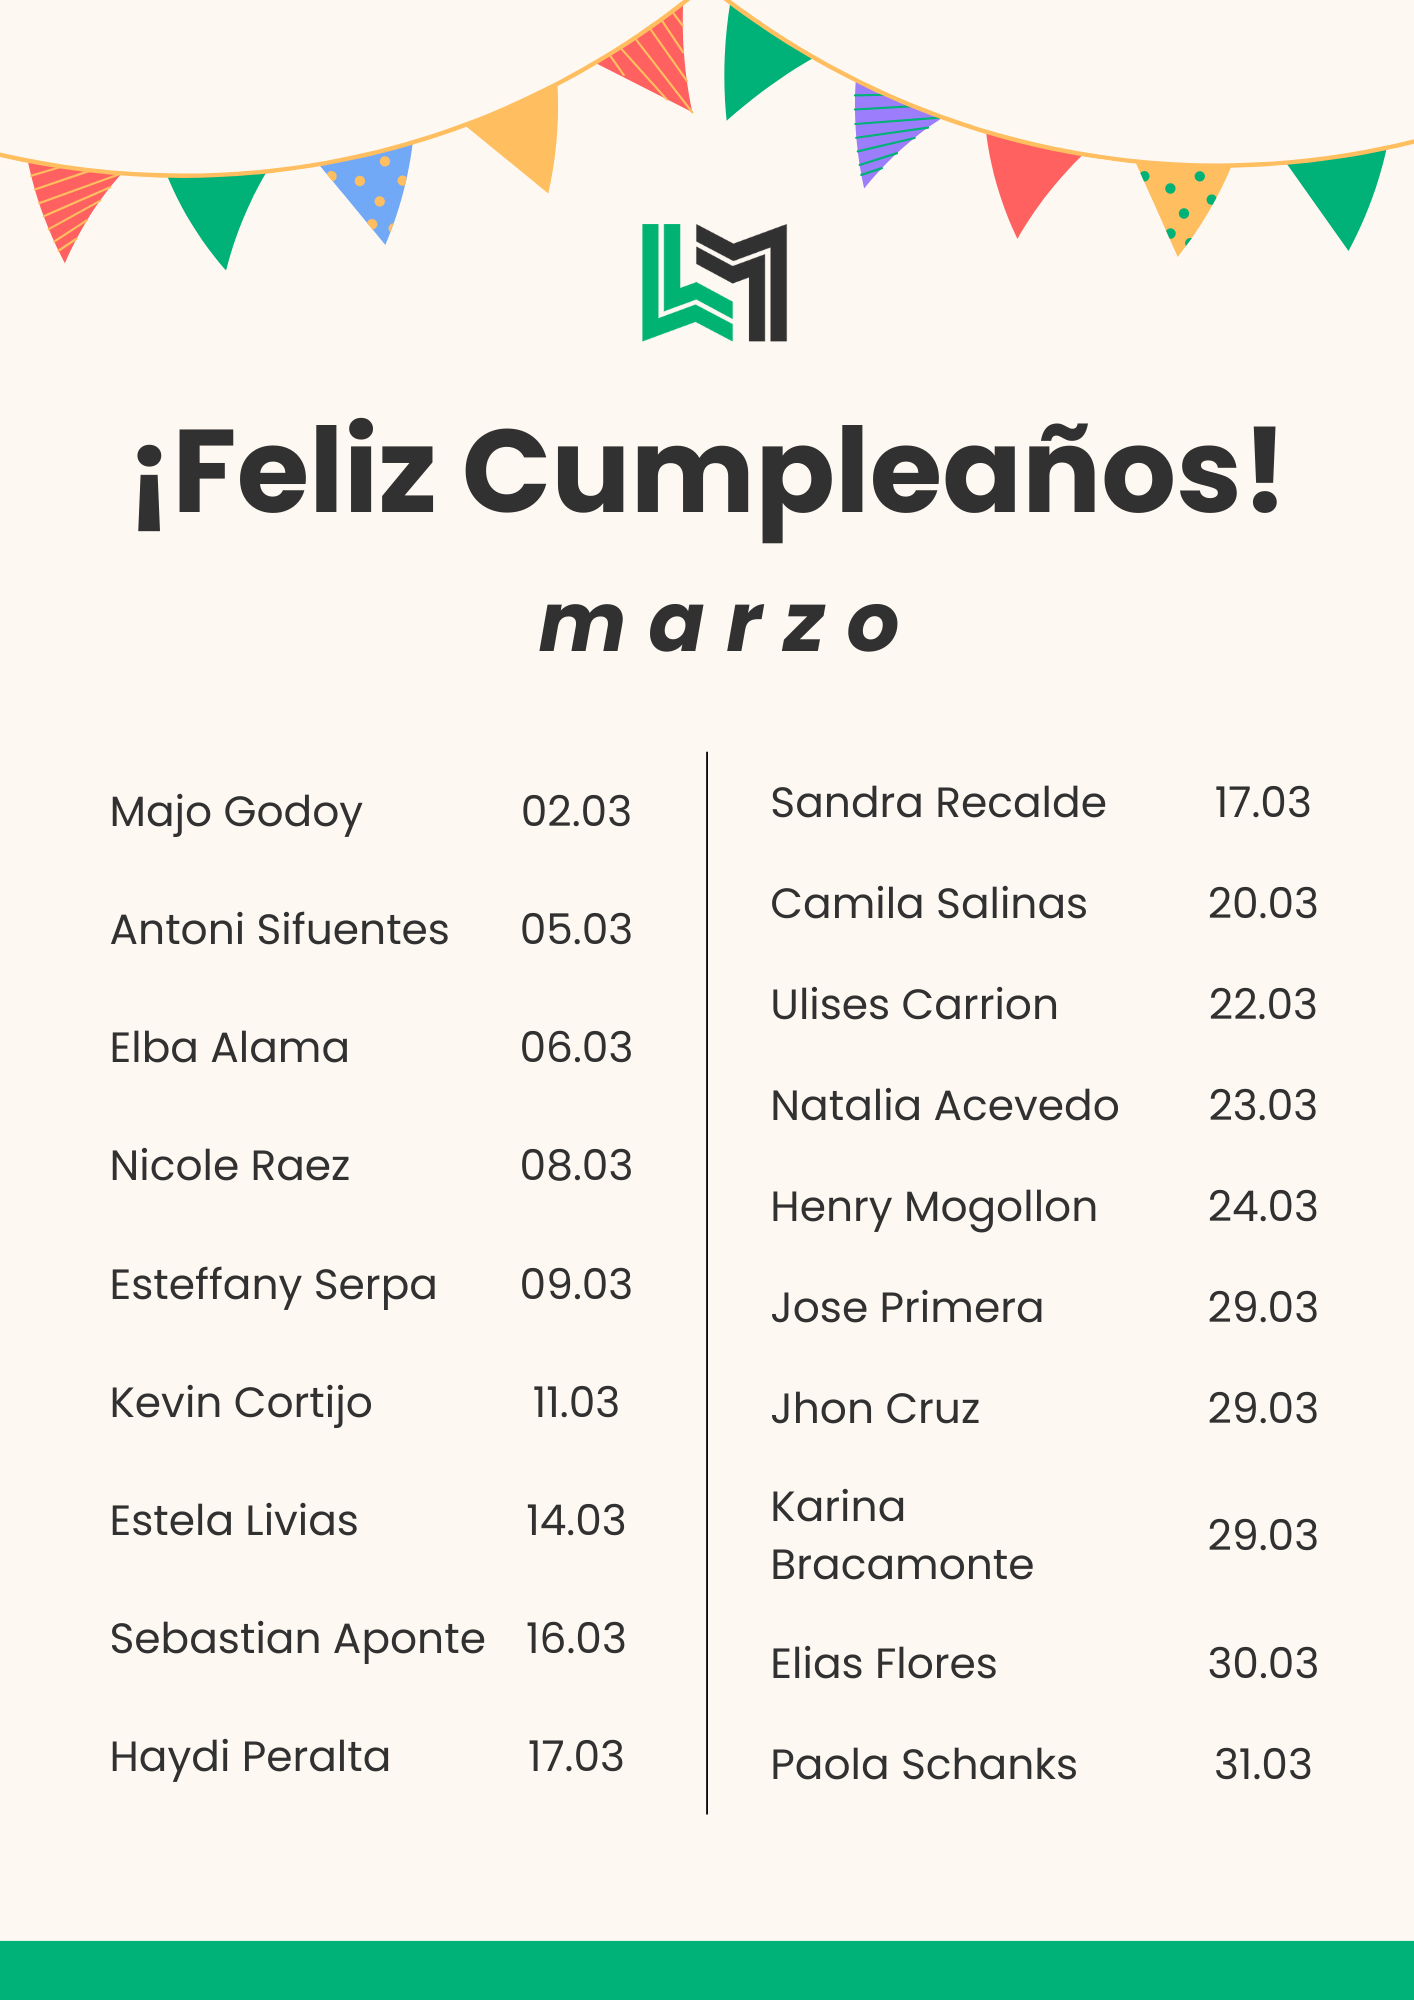 ¡Feliz Cumpleaños!
marzo
Majo Godoy 02.03
Antoni Sifuentes 05.03
Elba Alama 06.03
Nicole Raez 08.03
Esteffany Serpa 09.03
Kevin Cortijo 11.03
Estela Livias 14.03
Sebastian Aponte 16.03
Haydi Peralta 17.03
Sandra Recalde 17.03
Camila Salinas 20.03
Ulises Carrion 22.03
Natalia Acevedo 23.03
Henry Mogollon 24.03
Jose Primera 29.03
Jhon Cruz 29.03
Karina
Bracamonte 29.03
Elias Flores 30.03
Paola Schanks 31.03